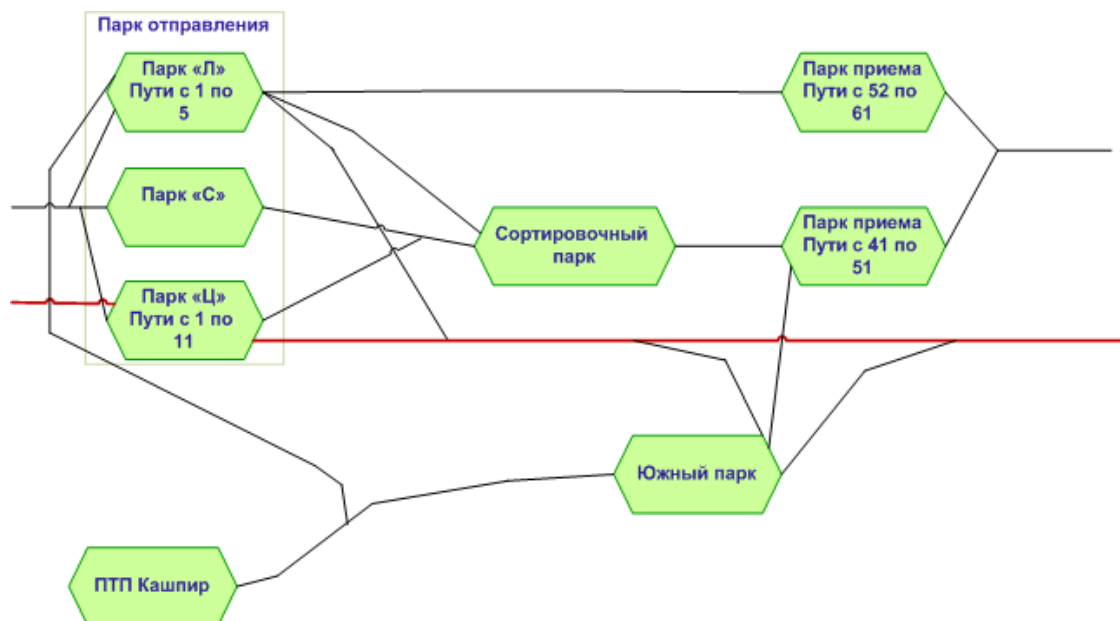 Парк отправления
Парк «Л»
Пути с 1 по
5
Парк приема
Пути с 52 по
61
Парк «С»
Сортировочный
парк
Парк приема
Пути с 41 по
51
Парк «Ц»
Пути с 1 по
11
Южный парк
ПТП Кашпир